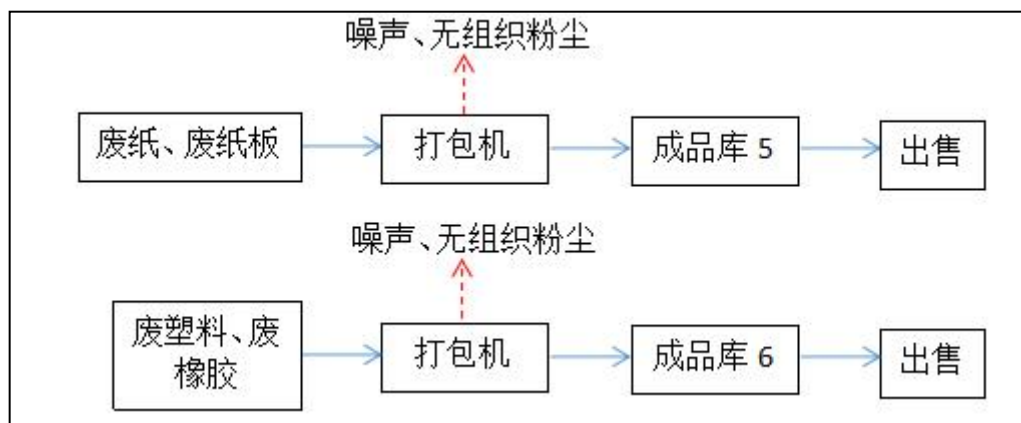 噪声、无组织粉尘
废纸、废纸板
打包机
成品库 5
出售
噪声、无组织粉尘
废塑料、废
橡胶
打包机
成品库 6
出售